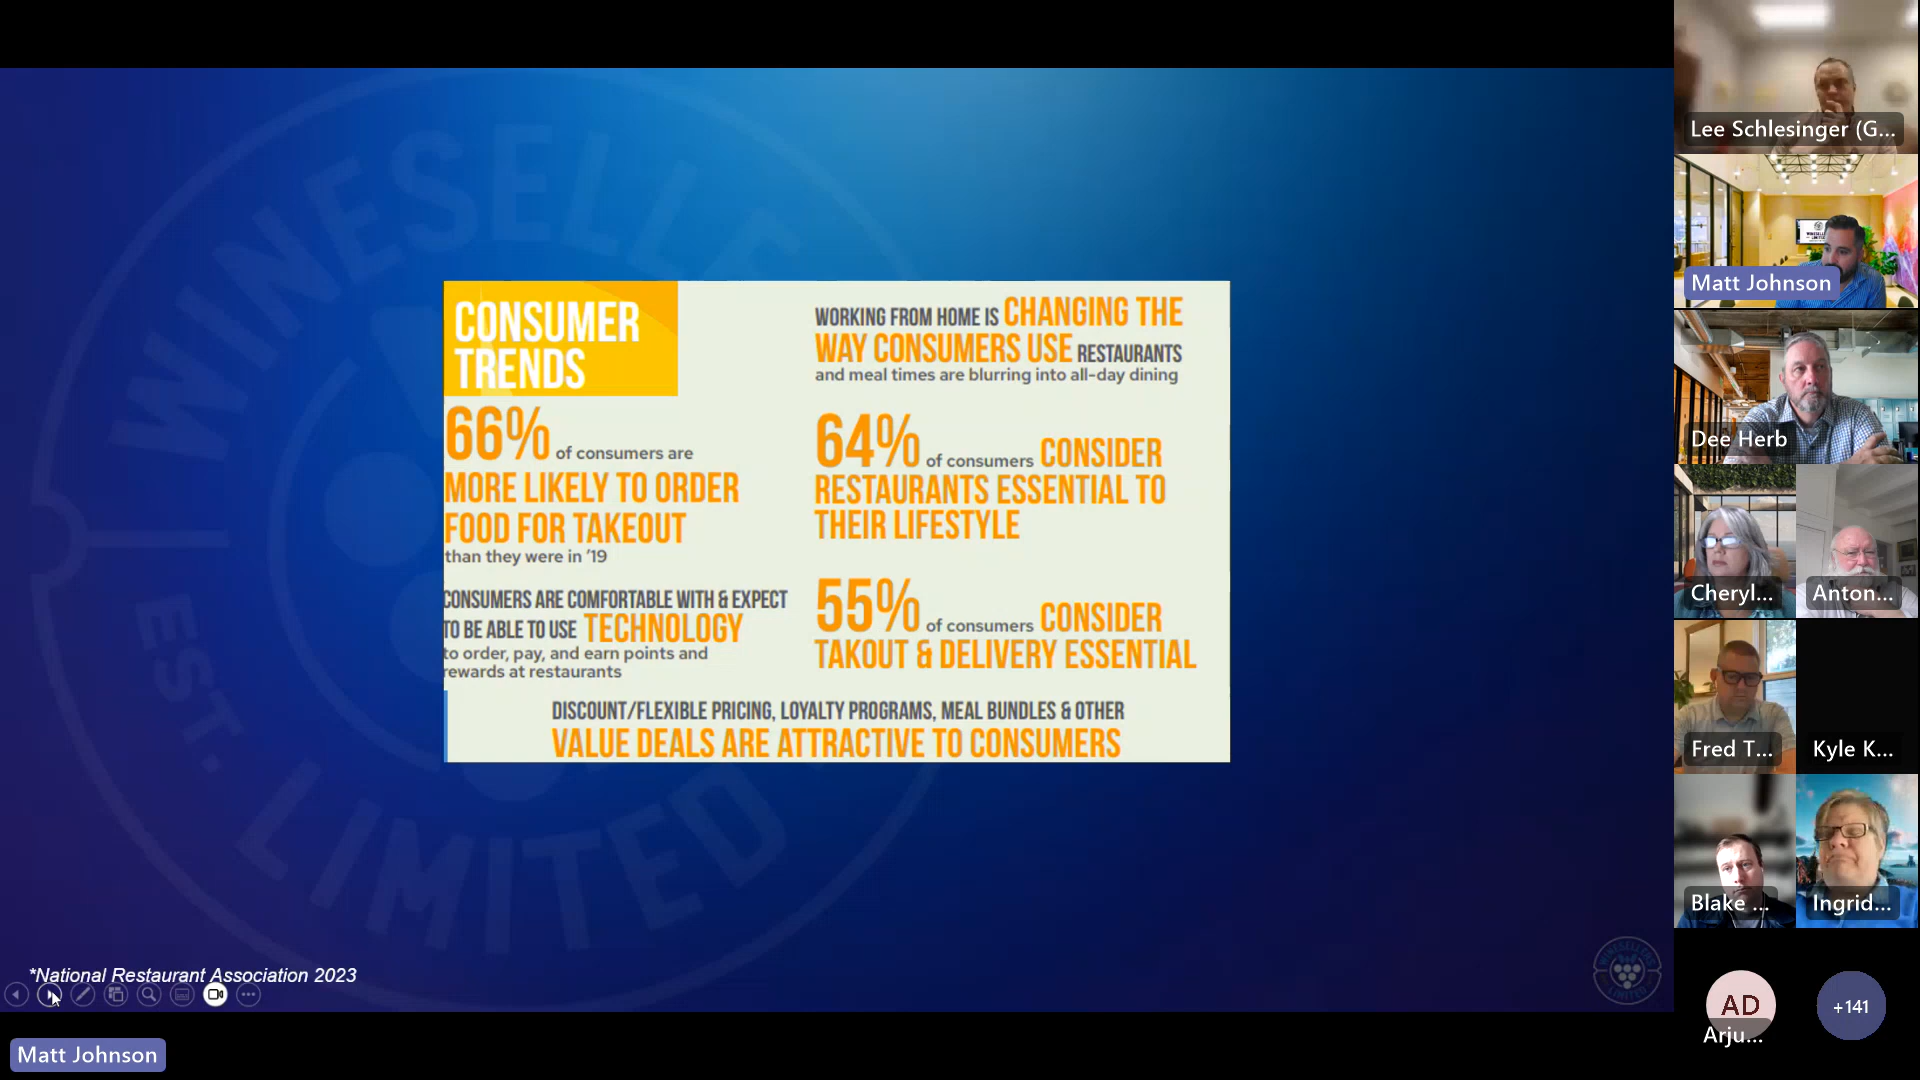 WINESELLE
EST.
LIMITED
CONSUMER
TRENDS
66% of consumers are
MORE LIKELY TO ORDER
FOOD FOR TAKEOUT
than they were in '19
CONSUMERS ARE COMFORTABLE WITH & EXPECT
TO BE ABLE TO USE TECHNOLOGY
to order, pay, and earn points and
rewards at restaurants
WORKING FROM HOME IS CHANGING THE
WAY CONSUMERS USE RESTAURANTS
and meal times are blurring into all-day dining
64% of consumers CONSIDER
RESTAURANTS ESSENTIAL TO
THEIR LIFESTYLE
55% of consumers CONSIDER
TAKOUT & DELIVERY ESSENTIAL
DISCOUNT/FLEXIBLE PRICING, LOYALTY PROGRAMS, MEAL BUNDLES & OTHER
VALUE DEALS ARE ATTRACTIVE TO CONSUMERS
*National Restaurant Association 2023
WINESELLERS
LIMITED
Matt Johnson
Lee Schlesinger (G...
Matt Johnson
Dee Herb
Cheryl...
Anton...
Fred T...
Kyle K...
Blake ...
Ingrid...
AD
Arju...
+141